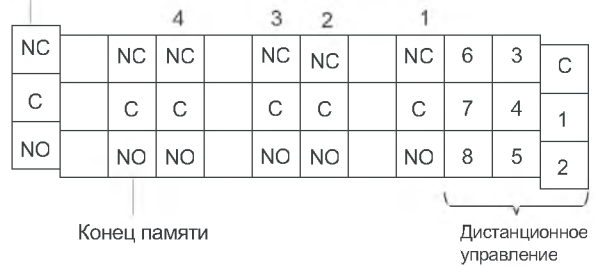 4 3 2 1
NC NC NC NC NC NC 6 3 C
C C C C C C 7 4 1
NO NO NO NO NO NO 8 5 2
Конец памяти
Дистанционное
управление